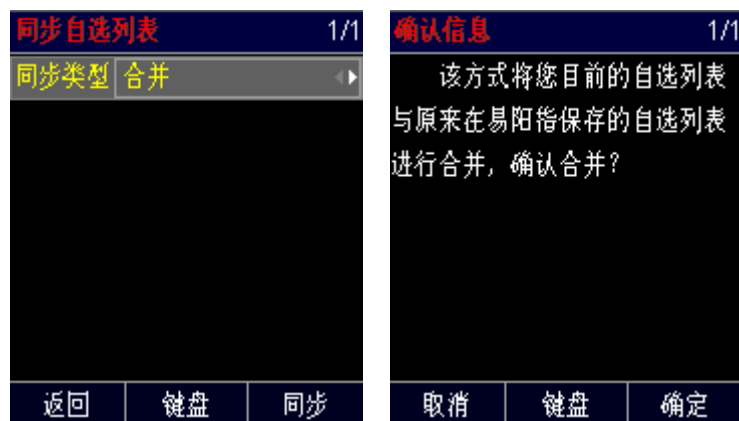 同步自选列表 1/1
同步类型 合并
返回 键盘 同步
确认信息 1/1
该方式将您目前的自选列表
与原来在易阳指保存的自选列表
进行合并，确认合并？
取消 键盘 确定